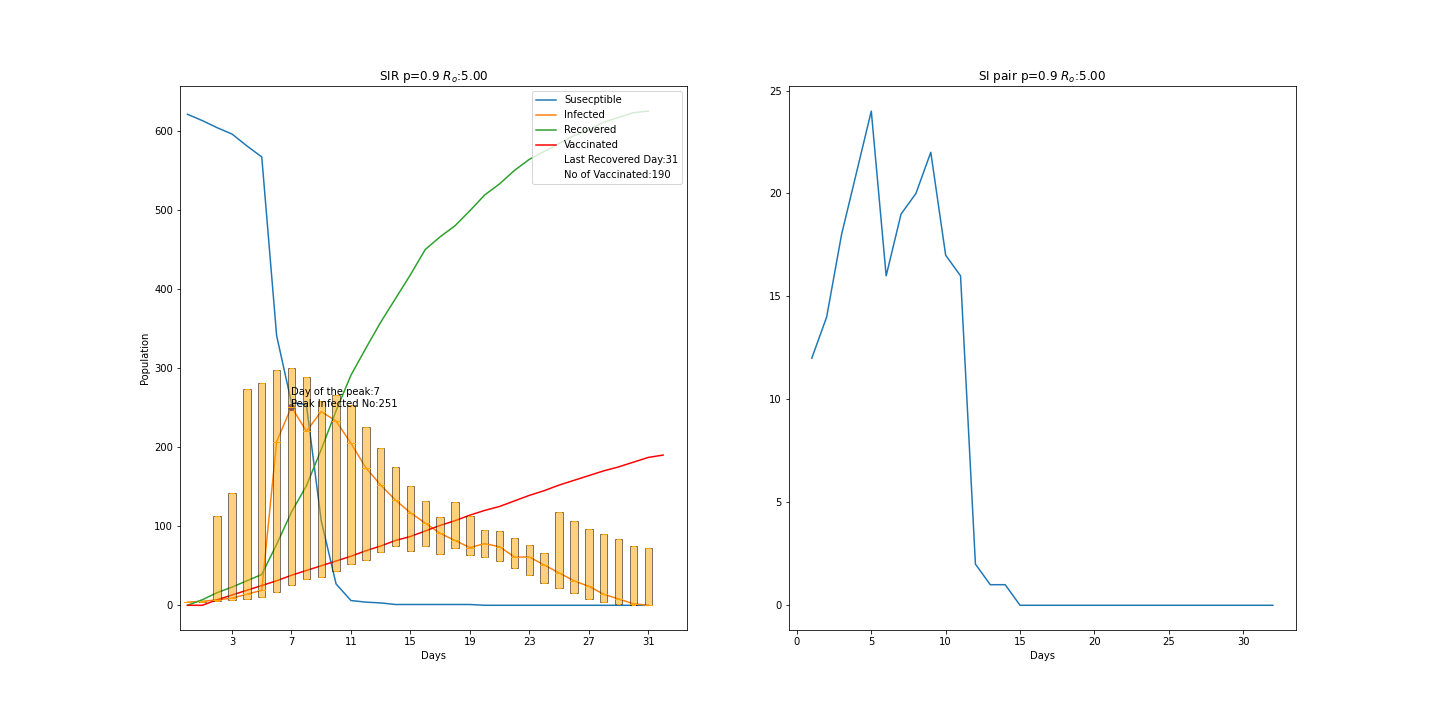 SIR p=0.9 Rₒ:5.00
Susecptible
Infected
Recovered
Vaccinated
Last Recovered Day:31
No of Vaccinated:190
600
500
400
300
200
100
0
Population
Day of the peak:7
Peak Infected No:251
3 7 11 15 19 23 27 31
Days
SI pair p=0.9 Rₒ:5.00
25
20
15
10
5
0
0 5 10 15 20 25 30
Days